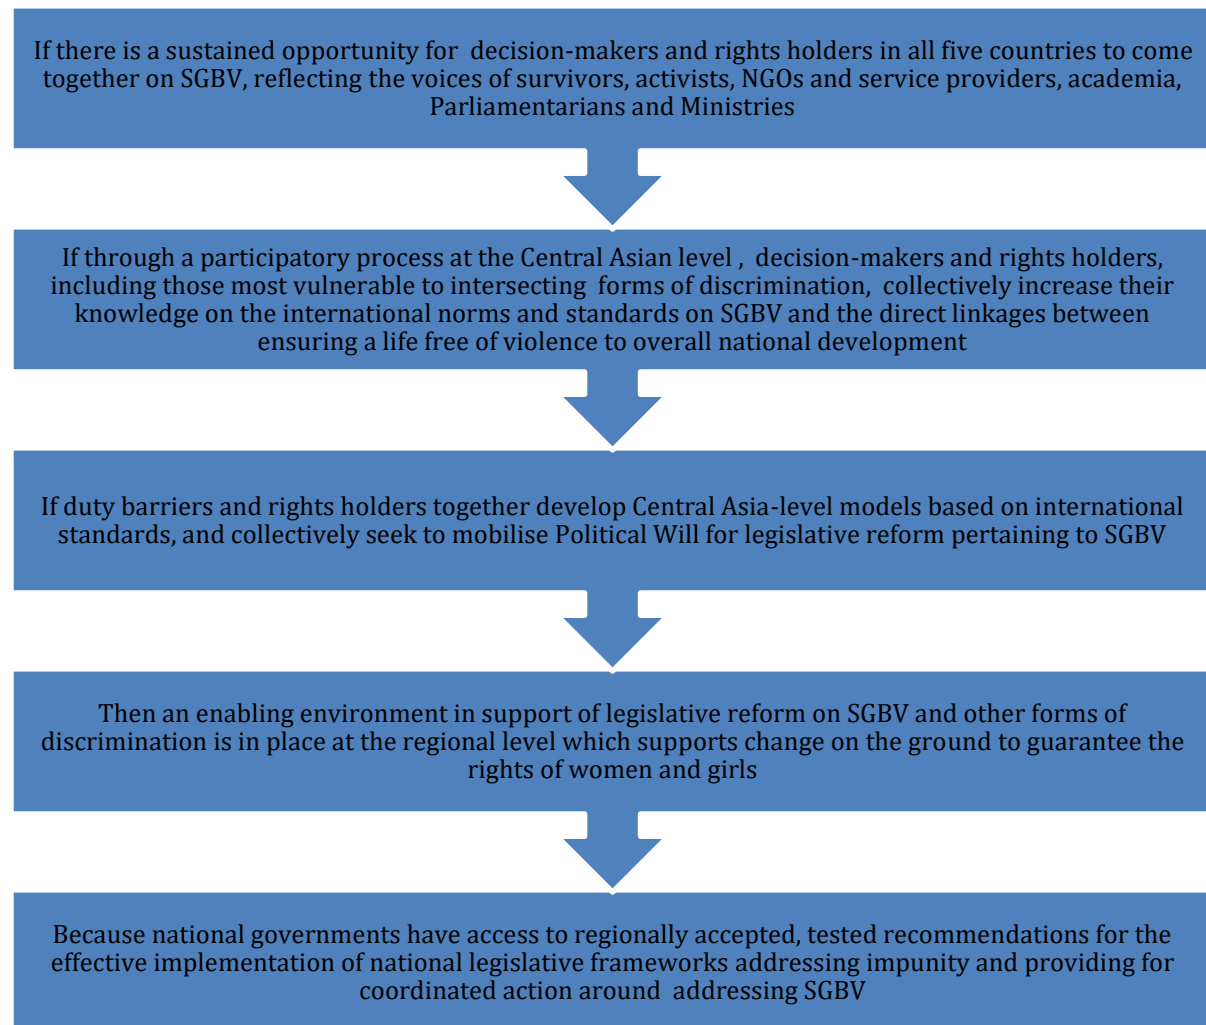 If there is a sustained opportunity for  decision-makers and rights holders in all five countries to come
together on SGBV, reflecting the voices of survivors, activists, NGOs and service providers, academia,
Parliamentarians and Ministries
If through a participatory process at the Central Asian level ,  decision-makers and rights holders,
including those most vulnerable to intersecting  forms of discrimination,  collectively increase their
knowledge on the international norms and standards on SGBV and the direct linkages between
ensuring a life free of violence to overall national development
If duty barriers and rights holders together develop Central Asia-level models based on international
standards, and collectively seek to mobilise Political Will for legislative reform pertaining to SGBV
Then an enabling environment in support of legislative reform on SGBV and other forms of
discrimination is in place at the regional level which supports change on the ground to guarantee the
rights of women and girls
Because national governments have access to regionally accepted, tested recommendations for the
effective implementation of national legislative frameworks addressing impunity and providing for
coordinated action around  addressing SGBV